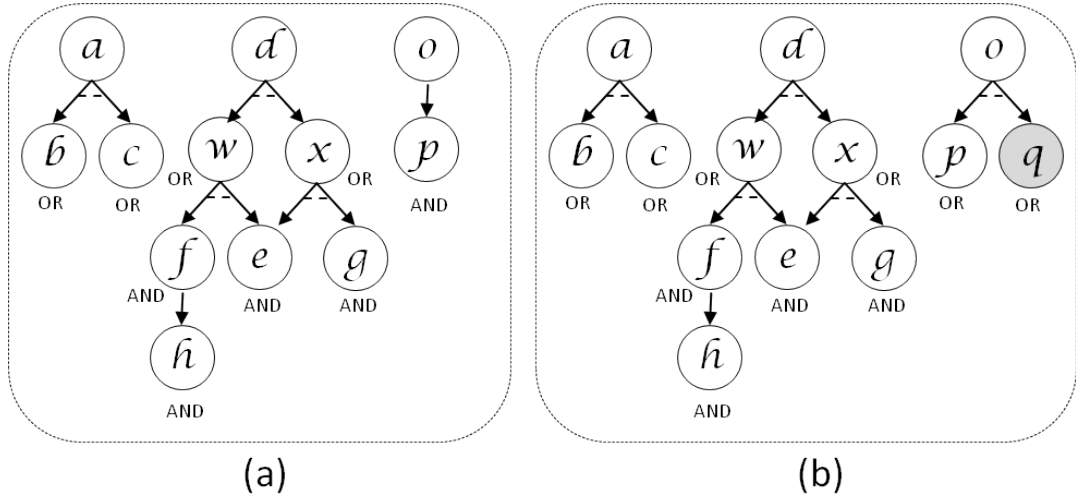 a d o a d o
b c w x p b c w x p q
OR OR OR OR AND OR OR OR OR OR OR
f e g f e g
AND AND AND AND AND AND
h h
AND AND
(a) (b)